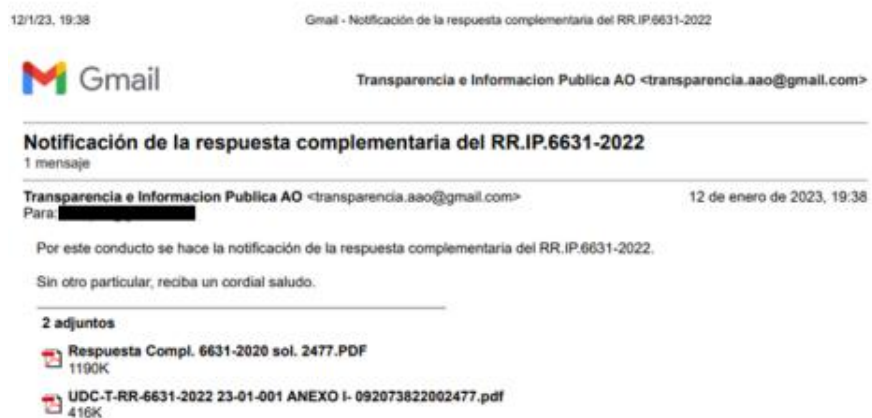 12/1/23, 19:38 Gmail - Notificación de la respuesta complementaria del RR.IP.6631-2022
Gmail Transparencia e Informacion Publica AO <transparencia.aao@gmail.com>
Notificación de la respuesta complementaria del RR.IP.6631-2022
1 mensaje
Transparencia e Informacion Publica AO <transparencia.aao@gmail.com> 12 de enero de 2023, 19:38
Para:
Por este conducto se hace la notificación de la respuesta complementaria del RR.IP.6631-2022.
Sin otro particular, reciba un cordial saludo.
2 adjuntos
Respuesta Compl. 6631-2020 sol. 2477.PDF
1190K
UDC-T-RR-6631-2022 23-01-001 ANEXO I- 092073822002477.pdf
416K